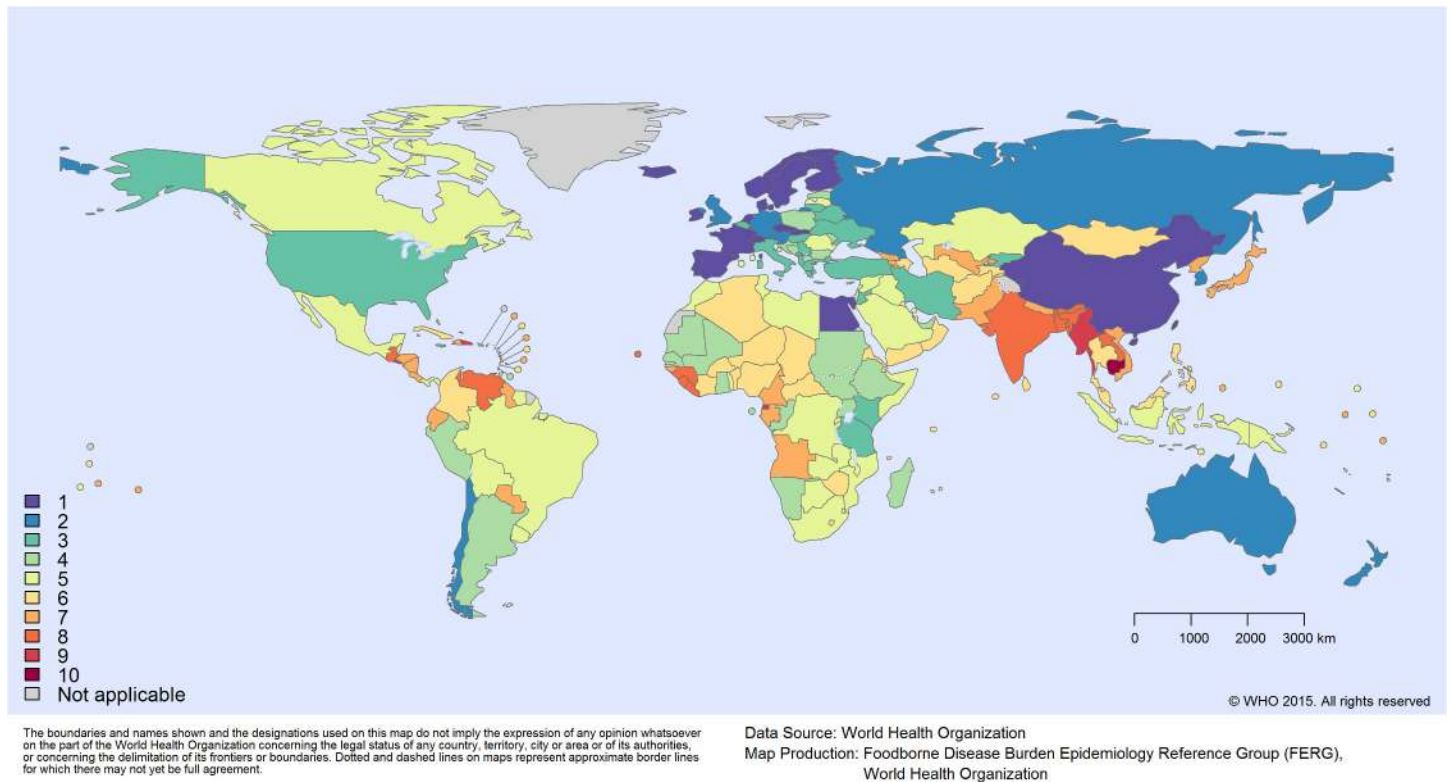 1
2
3
4
5
6
7
8
9
10
Not applicable
0 1000 2000 3000 km
© WHO 2015. All rights reserved
The boundaries and names shown and the designations used on this map do not imply the expression of any opinion whatsoever
on the part of the World Health Organization concerning the legal status of any country, territory, city or area or of its authorities,
or concerning the delimitation of its frontiers or boundaries. Dotted and dashed lines on maps represent approximate border lines
for which there may not yet be full agreement.
Data Source: World Health Organization
Map Production: Foodborne Disease Burden Epidemiology Reference Group (FERG),
World Health Organization